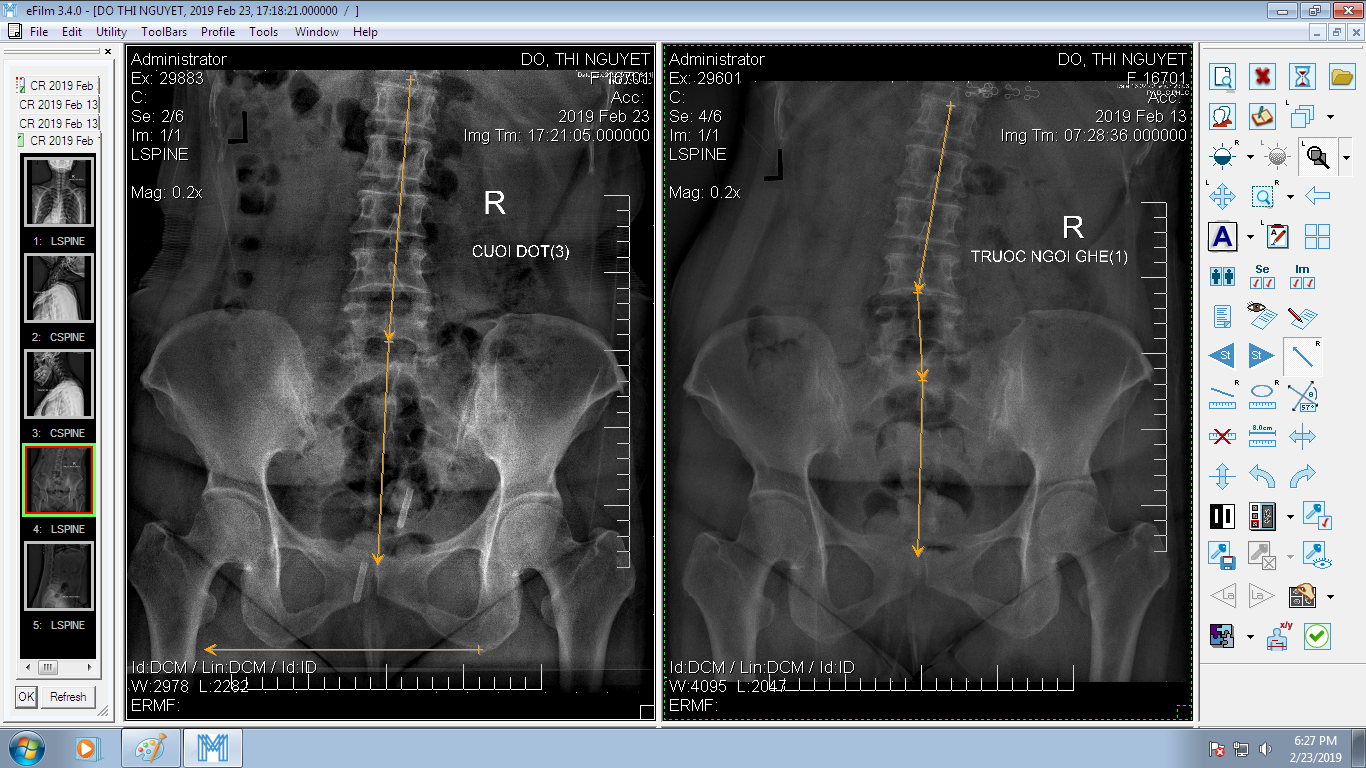 eFilm 3.4.0 - [DO THI NGUYET, 2019 Feb 23, 17:18:21.000000 / ]
File Edit Utility ToolBars Profile Tools Window Help
CR 2019 Feb
CR 2019 Feb 13
CR 2019 Feb 13
CR 2019 Feb
1: LSPINE
2: CSPINE
3: CSPINE
4: LSPINE
5: LSPINE
OK Refresh
Administrator DO, THI NGUYET
Ex: 29883 F 16701
C: Acc:
Se: 2/6 2019 Feb 23
Im: 1/1 Img Tm: 17:21:05.000000
LSPINE
Mag: 0.2x
L
R
CUOI DOT(3)
Id:DCM / Lin:DCM / Id:ID
W:2978 L:2282
ERMF:
Administrator DO, THI NGUYET
Ex: 29601 F 16701
C: Acc:
Se: 4/6 2019 Feb 13
Im: 1/1 Img Tm: 07:28:36.000000
LSPINE
Mag: 0.2x
R
TRUOC NGOI GHE(1)
Id:DCM / Lin:DCM / Id:ID
W:4095 L:2047
ERMF:
L R L
L R
A L
Se Im
St St R
R R 57°
8.0cm
La La
x/y
6:27 PM
2/23/2019